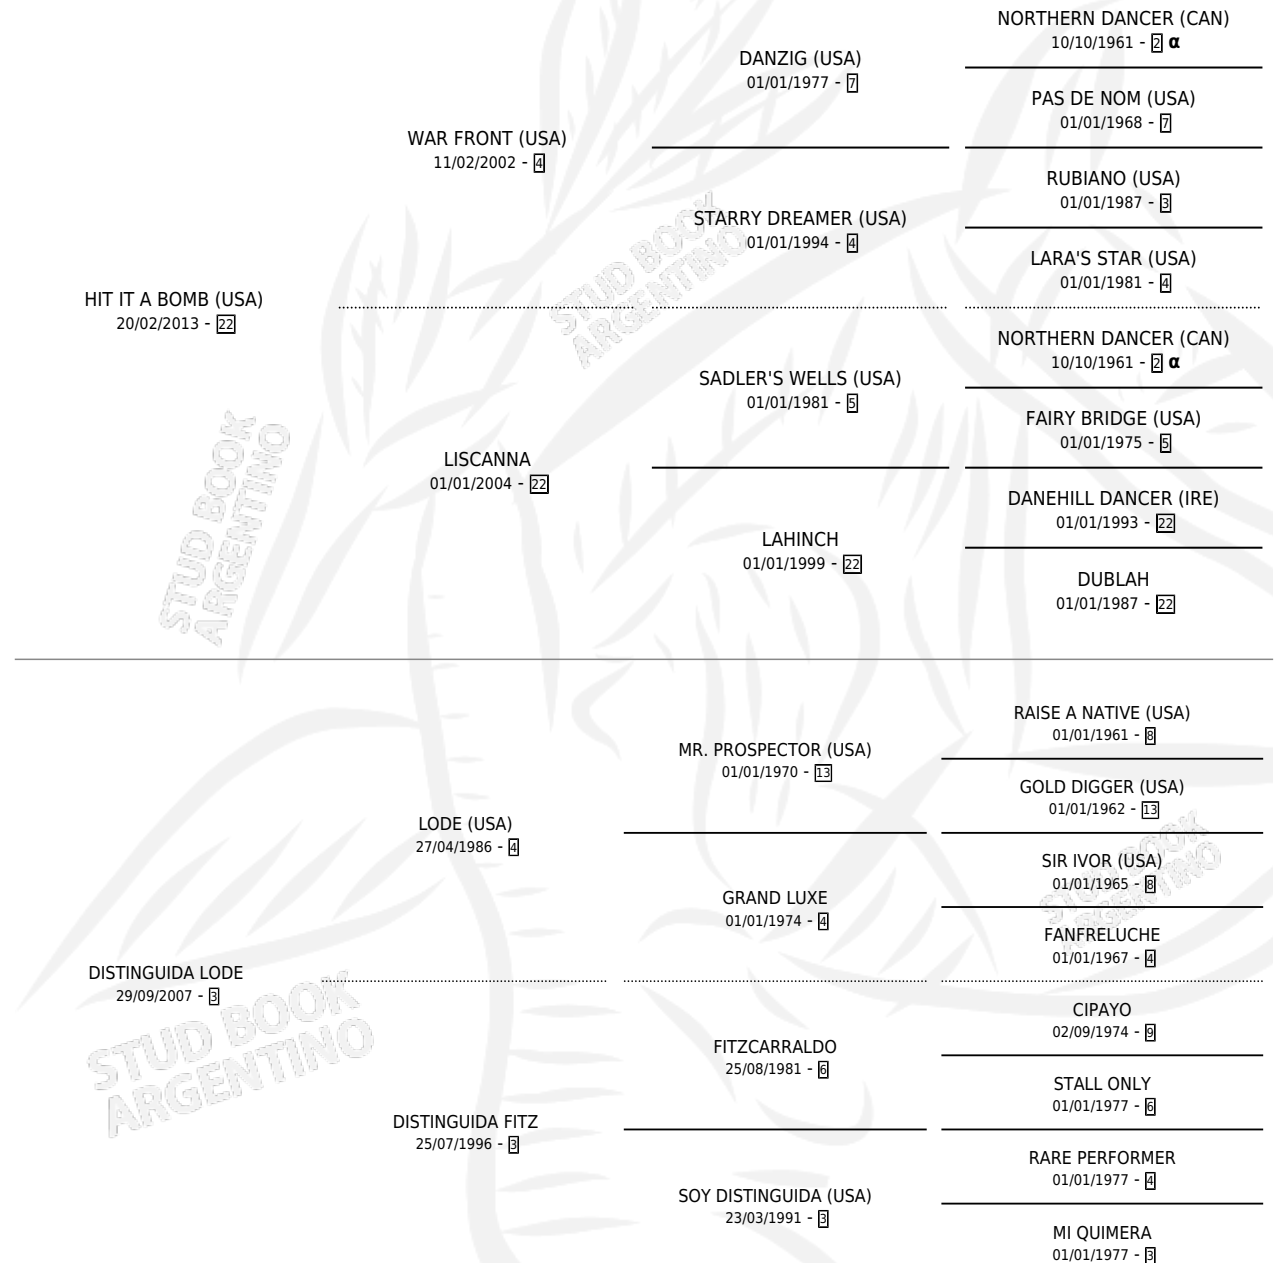 NORTHERN DANCER (CAN)
10/10/1961 - 2 α
DANZIG (USA)
01/01/1977 - 7
PAS DE NOM (USA)
01/01/1968 - 7
WAR FRONT (USA)
11/02/2002 - 4
RUBIANO (USA)
01/01/1987 - 3
STARRY DREAMER (USA)
01/01/1994 - 4
LARA'S STAR (USA)
01/01/1981 - 4
HIT IT A BOMB (USA)
20/02/2013 - 22
NORTHERN DANCER (CAN)
10/10/1961 - 2 α
SADLER'S WELLS (USA)
01/01/1981 - 5
FAIRY BRIDGE (USA)
01/01/1975 - 5
LISCANNA
01/01/2004 - 22
DANEHILL DANCER (IRE)
01/01/1993 - 22
LAHINCH
01/01/1999 - 22
DUBLAH
01/01/1987 - 22
RAISE A NATIVE (USA)
01/01/1961 - 8
MR. PROSPECTOR (USA)
01/01/1970 - 13
GOLD DIGGER (USA)
01/01/1962 - 13
LODE (USA)
27/04/1986 - 4
SIR IVOR (USA)
01/01/1965 - 8
GRAND LUXE
01/01/1974 - 4
FANFRELUCHE
01/01/1967 - 4
DISTINGUIDA LODE
29/09/2007 - 3
CIPAYO
02/09/1974 - 9
FITZCARRALDO
25/08/1981 - 6
STALL ONLY
01/01/1977 - 6
DISTINGUIDA FITZ
25/07/1996 - 3
RARE PERFORMER
01/01/1977 - 4
SOY DISTINGUIDA (USA)
23/03/1991 - 3
MI QUIMERA
01/01/1977 - 3
STUD BOOK
ARGENTINO
STUD BOOK
ARGENTINO
STUD BOOK
ARGENTINO
STUD BOOK
ARGENTINO